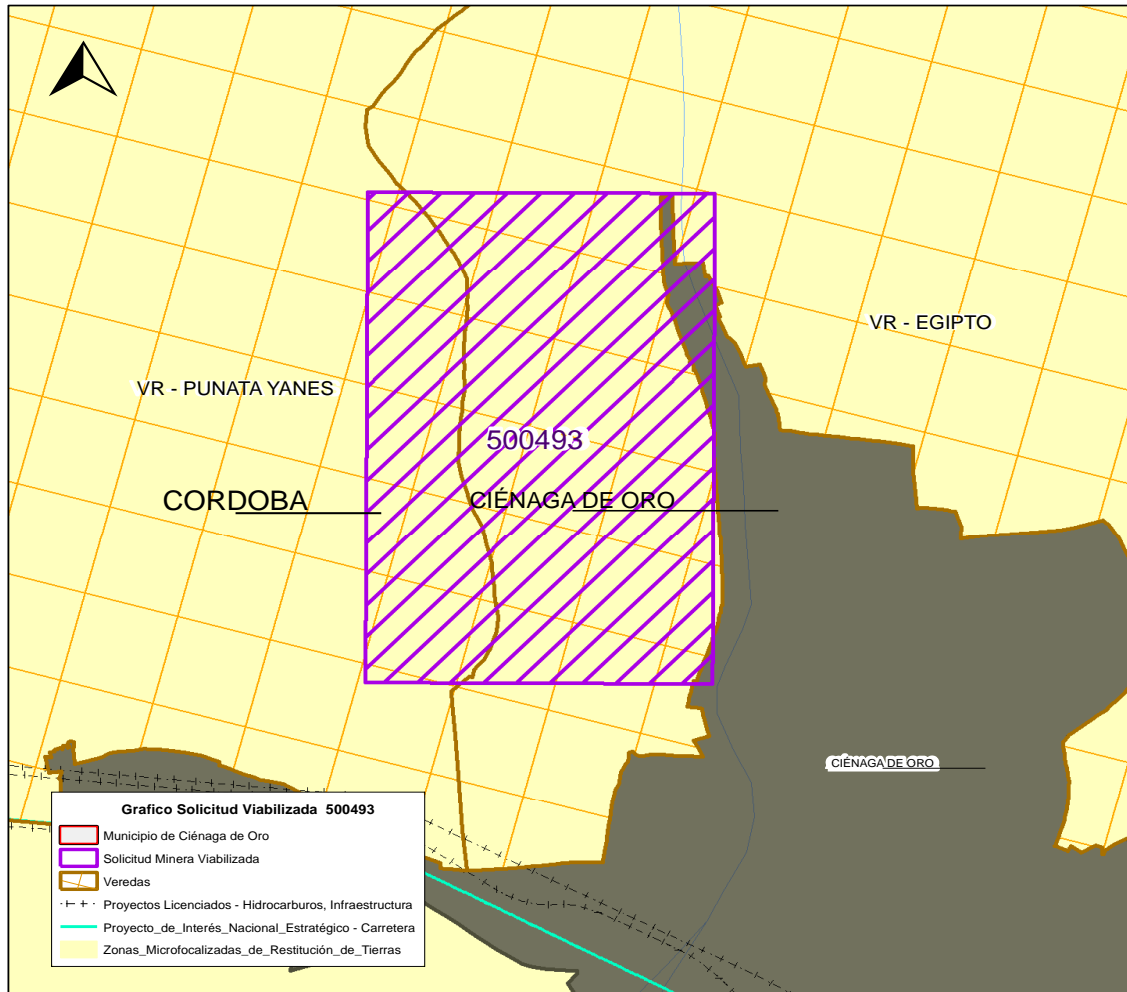 VR - EGIPTO
VR - PUNATA YANES
500493
CORDOBA
CIÉNAGA DE ORO
CIÉNAGA DE ORO
Grafico Solicitud Viabilizada 500493
Municipio de Ciénaga de Oro
Solicitud Minera Viabilizada
Veredas
Proyectos Licenciados - Hidrocarburos, Infraestructura
Proyecto_de_Interés_Nacional_Estratégico - Carretera
Zonas_Microfocalizadas_de_Restitución_de_Tierras